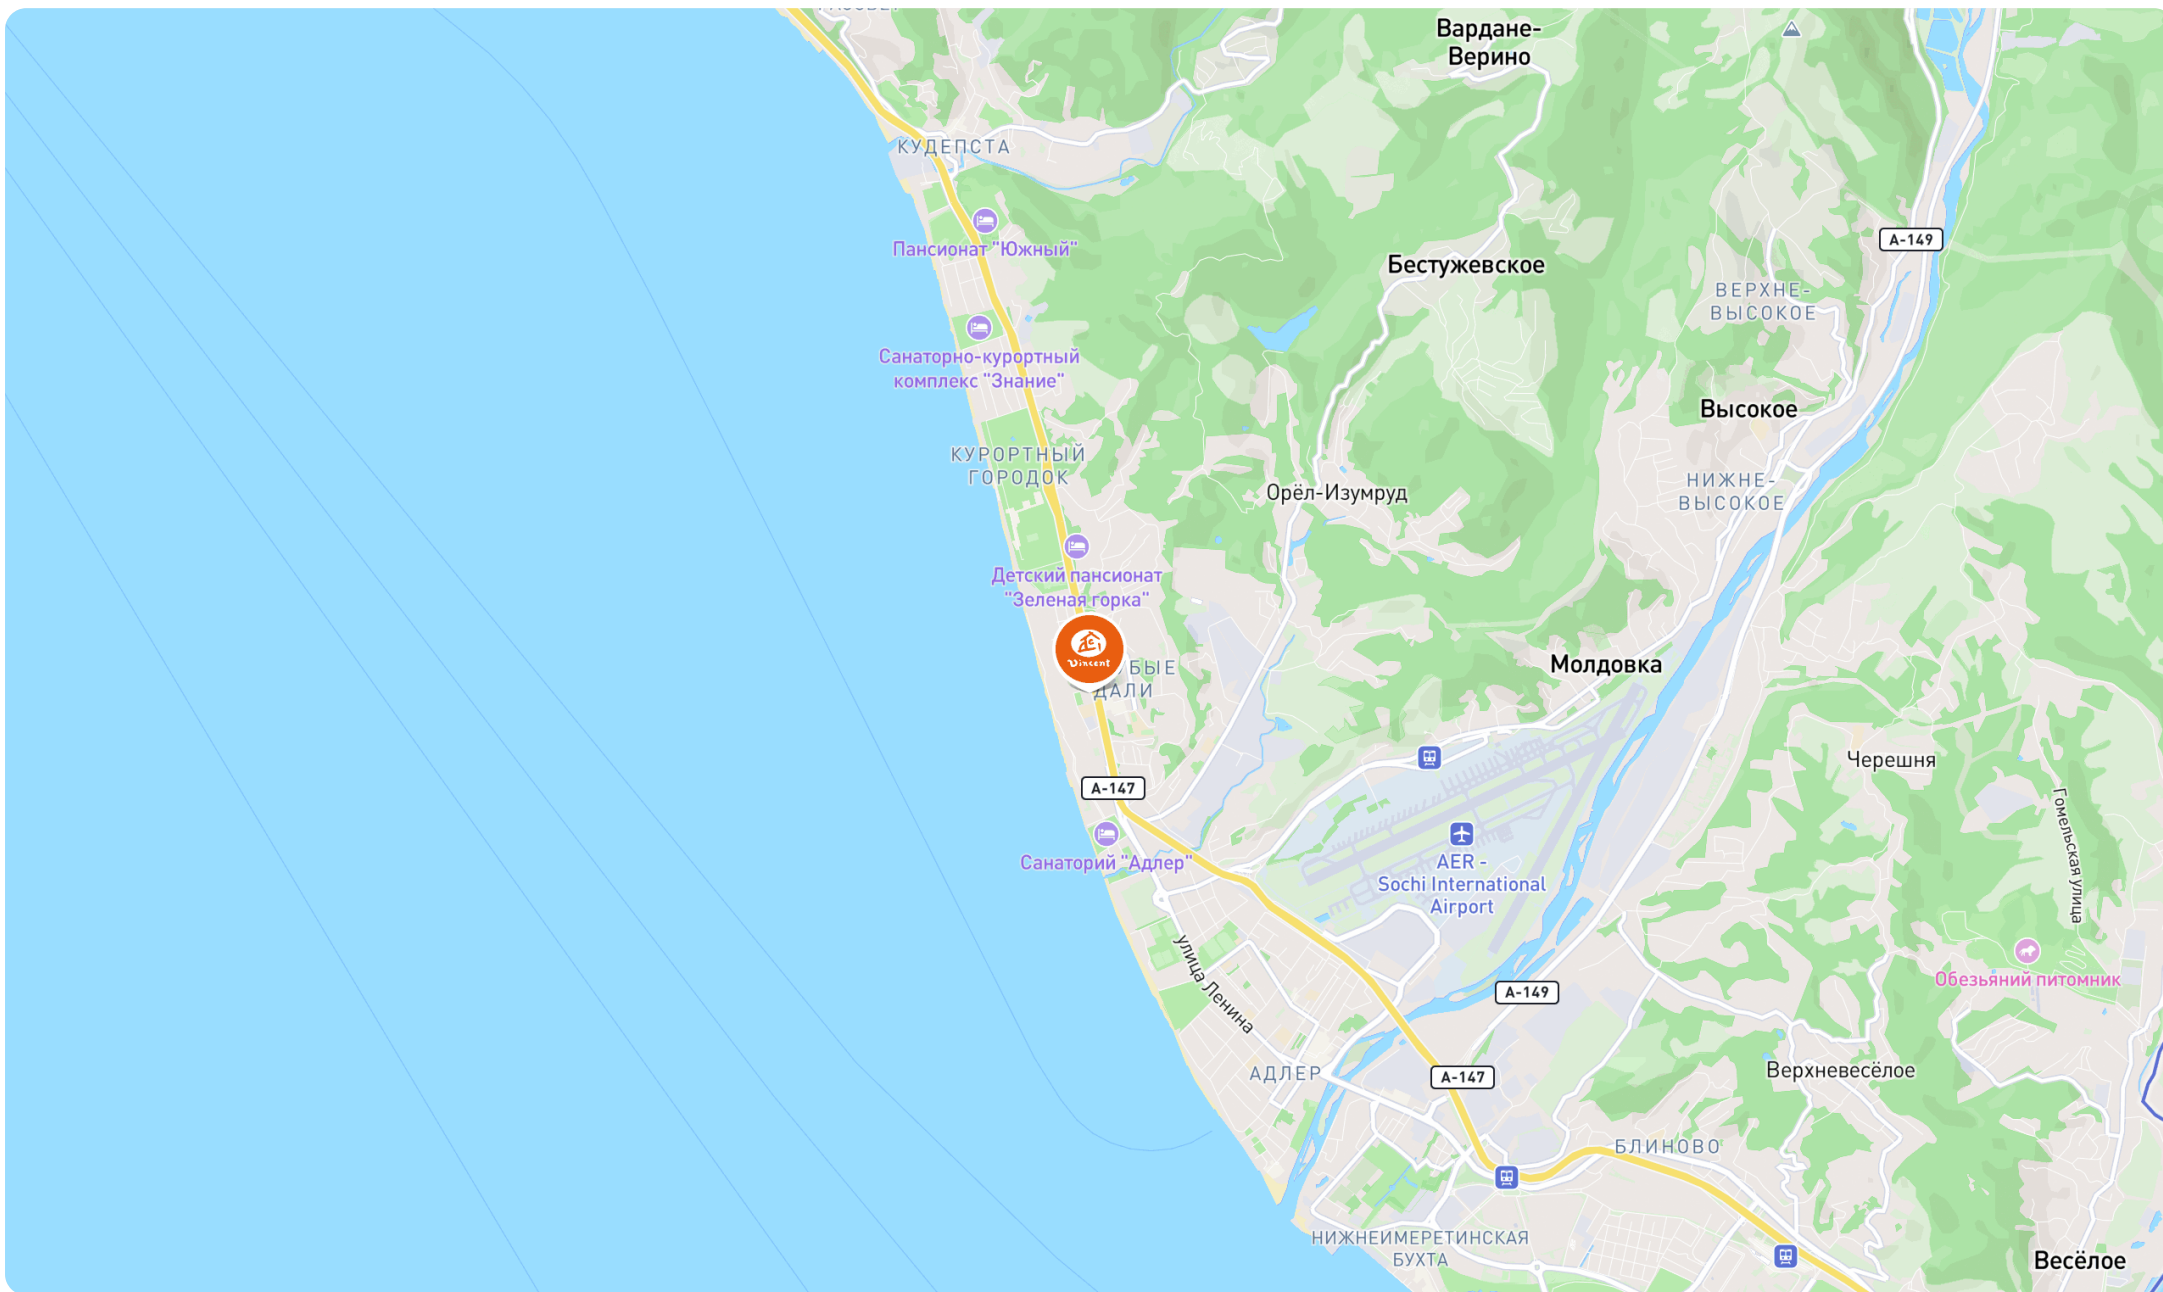 Вардане-
Верино
КУДЕПСТА
Пансионат "Южный"
А-149
Бестужевское
ВЕРХНЕ-
ВЫСОКОЕ
Санаторно-курортный
комплекс "Знание"
Высокое
КУРОРТНЫЙ
ГОРОДОК
НИЖНЕ-
ВЫСОКОЕ
Орёл-Изумруд
Детский пансионат
"Зеленая горка"
Vincent
ДАЛИ
Молдовка
Черешня
А-147
Гомельская улица
Санаторий "Адлер"
AER -
Sochi International
Airport
улица Ленина
Обезьяний питомник
А-149
АДЛЕР
А-147
Верхневесёлое
БЛИНОВО
НИЖНЕИМЕРЕТИНСКАЯ
БУХТА
Весёлое